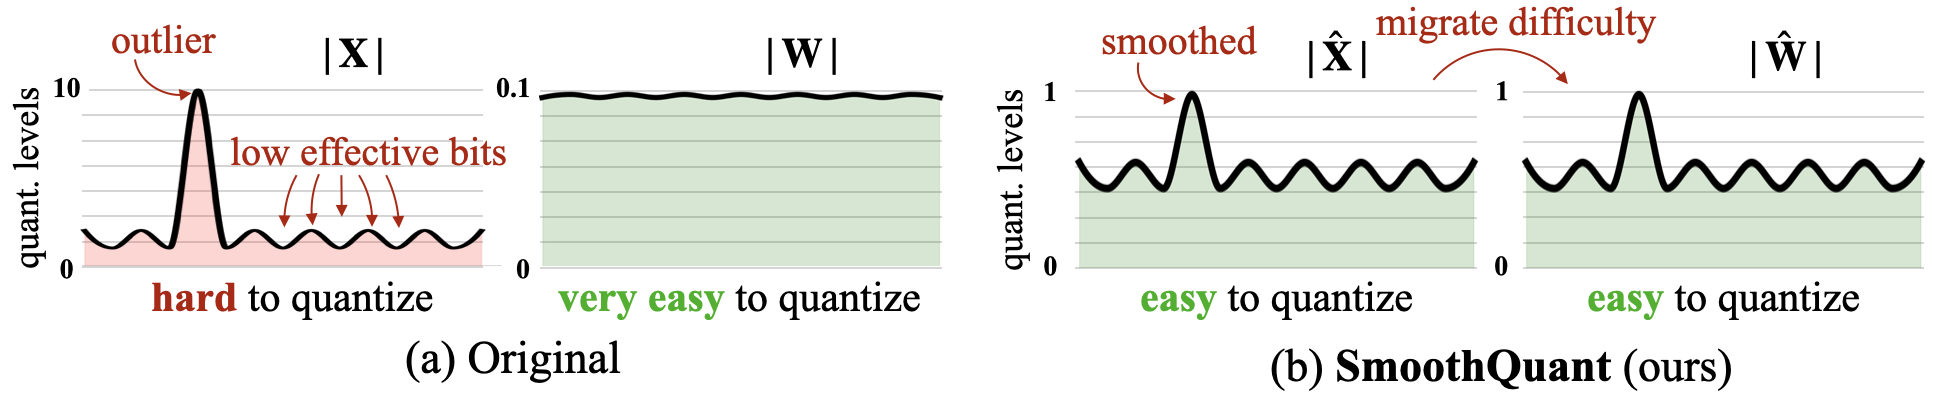 outlier
|X|
10
quant. levels
low effective bits
0
hard to quantize
|W|
0.1
0
very easy to quantize
(a) Original
smoothed
|X̂|
migrate difficulty
1
quant. levels
0
easy to quantize
|Ŵ|
1
0
easy to quantize
(b) SmoothQuant (ours)